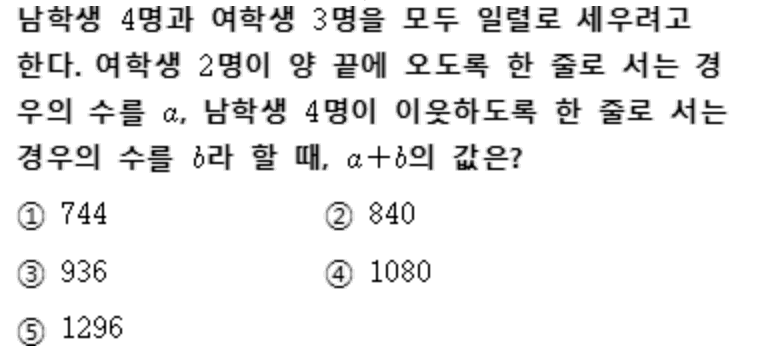 남학생 4명과 여학생 3명을 모두 일렬로 세우려고
한다. 여학생 2명이 양 끝에 오도록 한 줄로 서는 경
우의 수를 a, 남학생 4명이 이웃하도록 한 줄로 서는
경우의 수를 b라 할 때, a+b의 값은?
① 744 ② 840
③ 936 ④ 1080
⑤ 1296